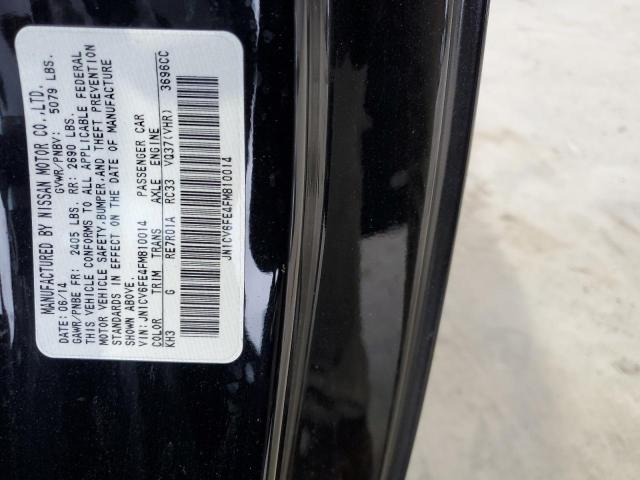 MANUFACTURED BY NISSAN MOTOR CO.,LTD.
DATE: 06/14 GVWR/PNBV: 5079 LBS.
GAWR/PNBE FR: 2405 LBS. RR: 2690 LBS.
THIS VEHICLE CONFORMS TO ALL APPLICABLE FEDERAL
MOTOR VEHICLE SAFETY,BUMPER,AND THEFT PREVENTION
STANDARDS IN EFFECT ON THE DATE OF MANUFACTURE
SHOWN ABOVE.
VIN: JN1CV6FE4FM810014 PASSENGER CAR
COLOR TRIM TRANS AXLE ENGINE
KH3 G RE7R01A RC33 VQ37(VHR) 3696CC
JN1CV6FE4FM810014